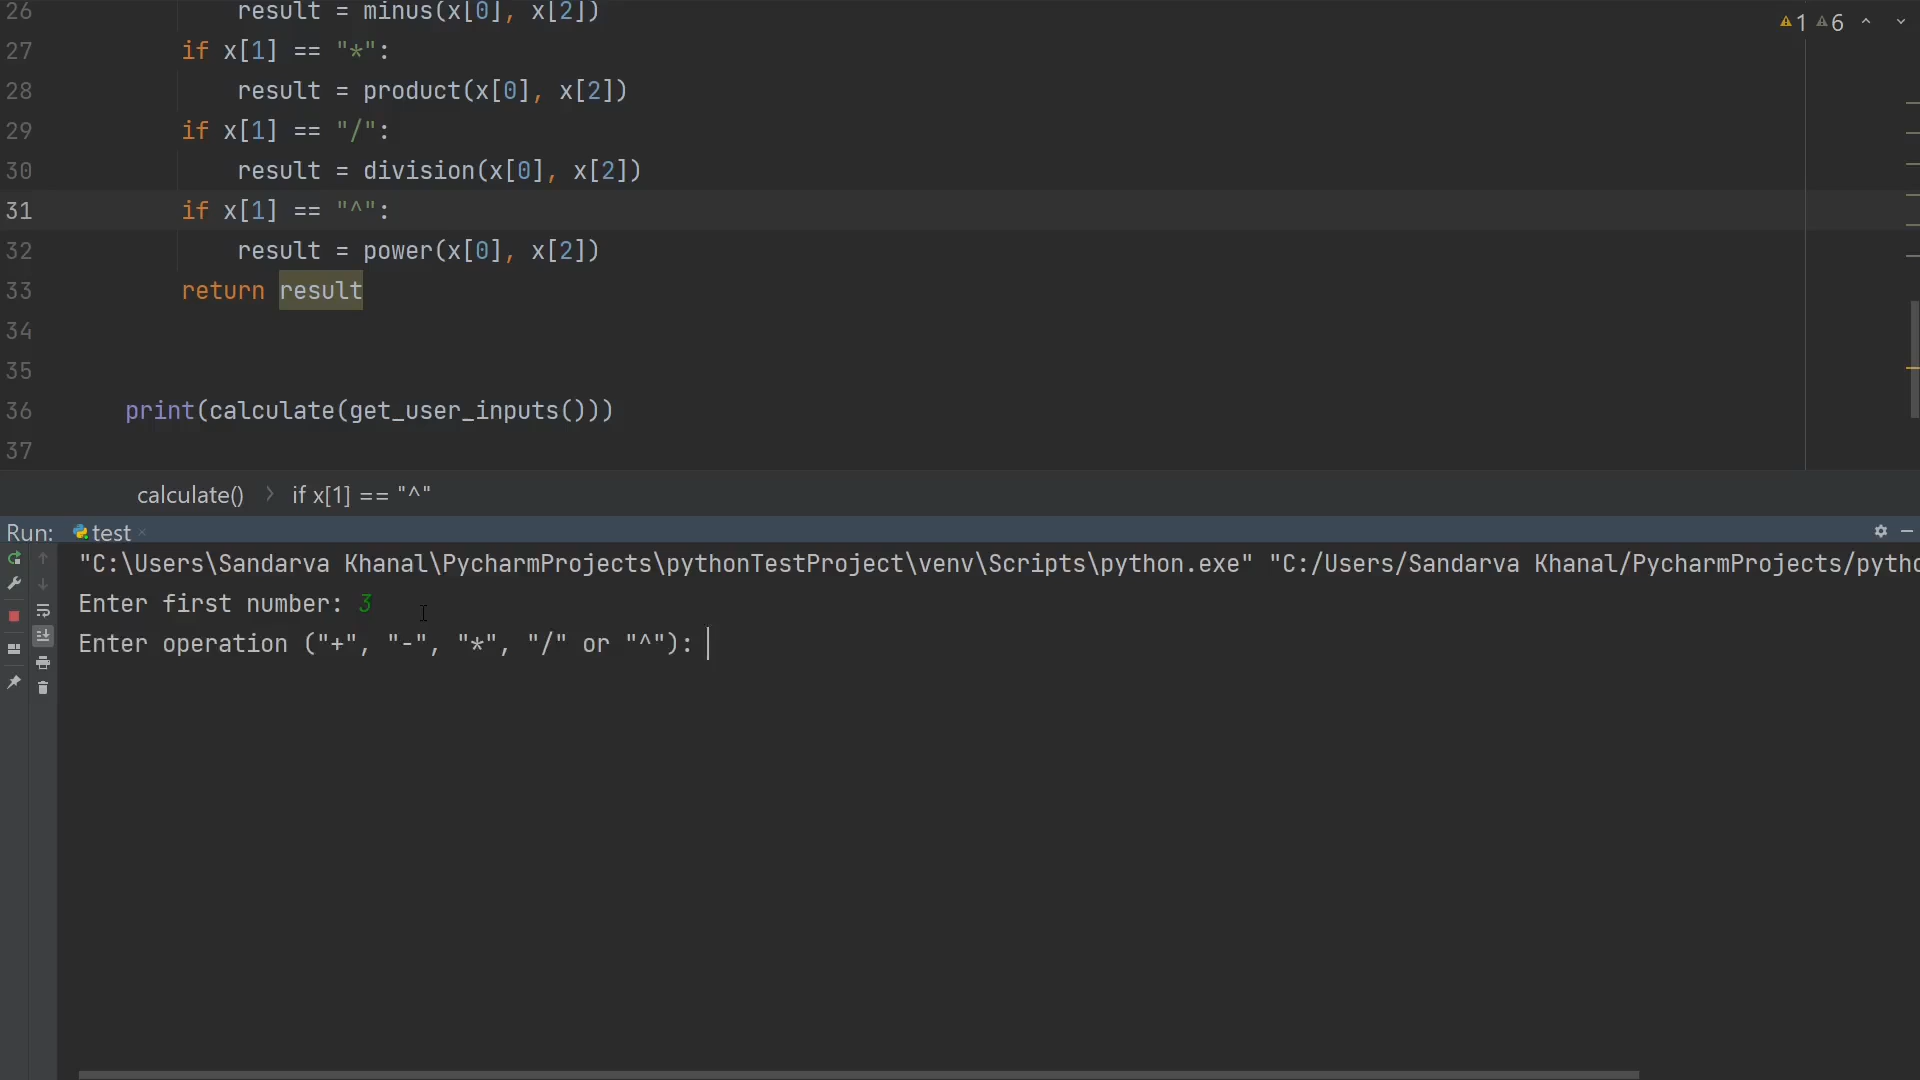 26 result = minus(x[0], x[2])
27 if x[1] == "*":
28 result = product(x[0], x[2])
29 if x[1] == "/":
30 result = division(x[0], x[2])
31 if x[1] == "^":
32 result = power(x[0], x[2])
33 return result
34
35
36 print(calculate(get_user_inputs()))
37
1 6
calculate() > if x[1] == "^"
Run: test ×
"C:\Users\Sandarva Khanal\PycharmProjects\pythonTestProject\venv\Scripts\python.exe" "C:/Users/Sandarva Khanal/PycharmProjects/pytho
Enter first number: 3
Enter operation ("+", "-", "*", "/" or "^"):